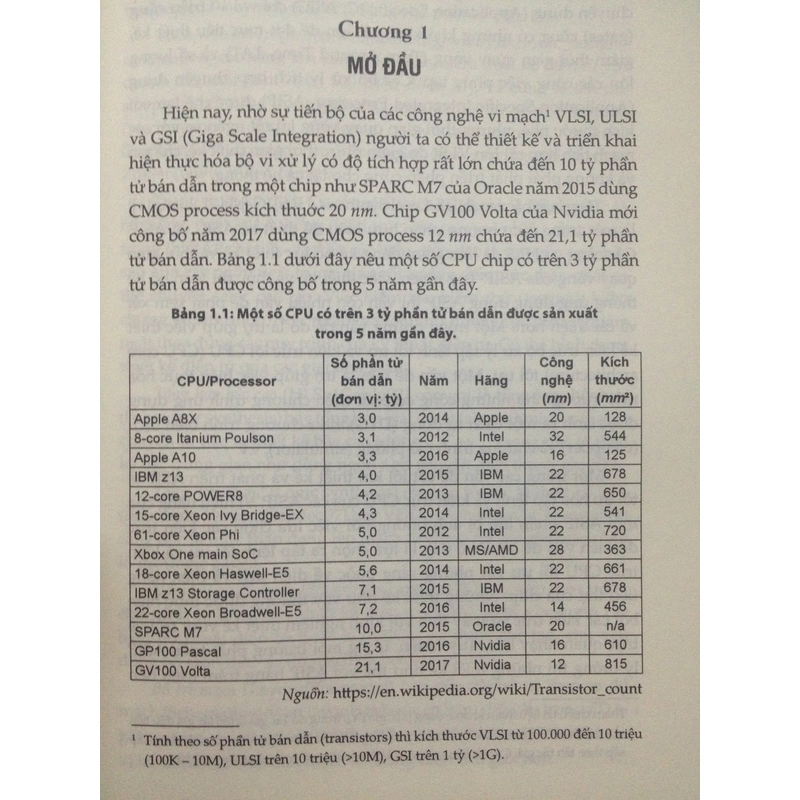 Chương 1
MỞ ĐẦU
Hiện nay, nhờ sự tiến bộ của các công nghệ vi mạch¹ VLSI, ULSI
và GSI (Giga Scale Integration) người ta có thể thiết kế và triển khai
hiện thực hóa bộ vi xử lý có độ tích hợp rất lớn chứa đến 10 tỷ phần
tử bán dẫn trong một chip như SPARC M7 của Oracle năm 2015 dùng
CMOS process kích thước 20 nm. Chip GV100 Volta của Nvidia mới
công bố năm 2017 dùng CMOS process 12 nm chứa đến 21,1 tỷ phần
tử bán dẫn. Bảng 1.1 dưới đây nêu một số CPU chip có trên 3 tỷ phần
tử bán dẫn được công bố trong 5 năm gần đây.
Bảng 1.1: Một số CPU có trên 3 tỷ phần tử bán dẫn được sản xuất
trong 5 năm gần đây.
CPU/Processor Số phần tử bán dẫn (đơn vị: tỷ) Năm Hãng Công nghệ (nm) Kích thước (mm²)
Apple A8X 3,0 2014 Apple 20 128
8-core Itanium Poulson 3,1 2012 Intel 32 544
Apple A10 3,3 2016 Apple 16 125
IBM z13 4,0 2015 IBM 22 678
12-core POWER8 4,2 2013 IBM 22 650
15-core Xeon Ivy Bridge-EX 4,3 2014 Intel 22 541
61-core Xeon Phi 5,0 2012 Intel 22 720
Xbox One main SoC 5,0 2013 MS/AMD 28 363
18-core Xeon Haswell-E5 5,6 2014 Intel 22 661
IBM z13 Storage Controller 7,1 2015 IBM 22 678
22-core Xeon Broadwell-E5 7,2 2016 Intel 14 456
SPARC M7 10,0 2015 Oracle 20 n/a
GP100 Pascal 15,3 2016 Nvidia 16 610
GV100 Volta 21,1 2017 Nvidia 12 815
Nguồn: https://en.wikipedia.org/wiki/Transistor_count
¹ Tính theo số phần tử bán dẫn (transistors) thì kích thước VLSI từ 100.000 đến 10 triệu
(100K – 10M), ULSI trên 10 triệu (>10M), GSI trên 1 tỷ (>1G).